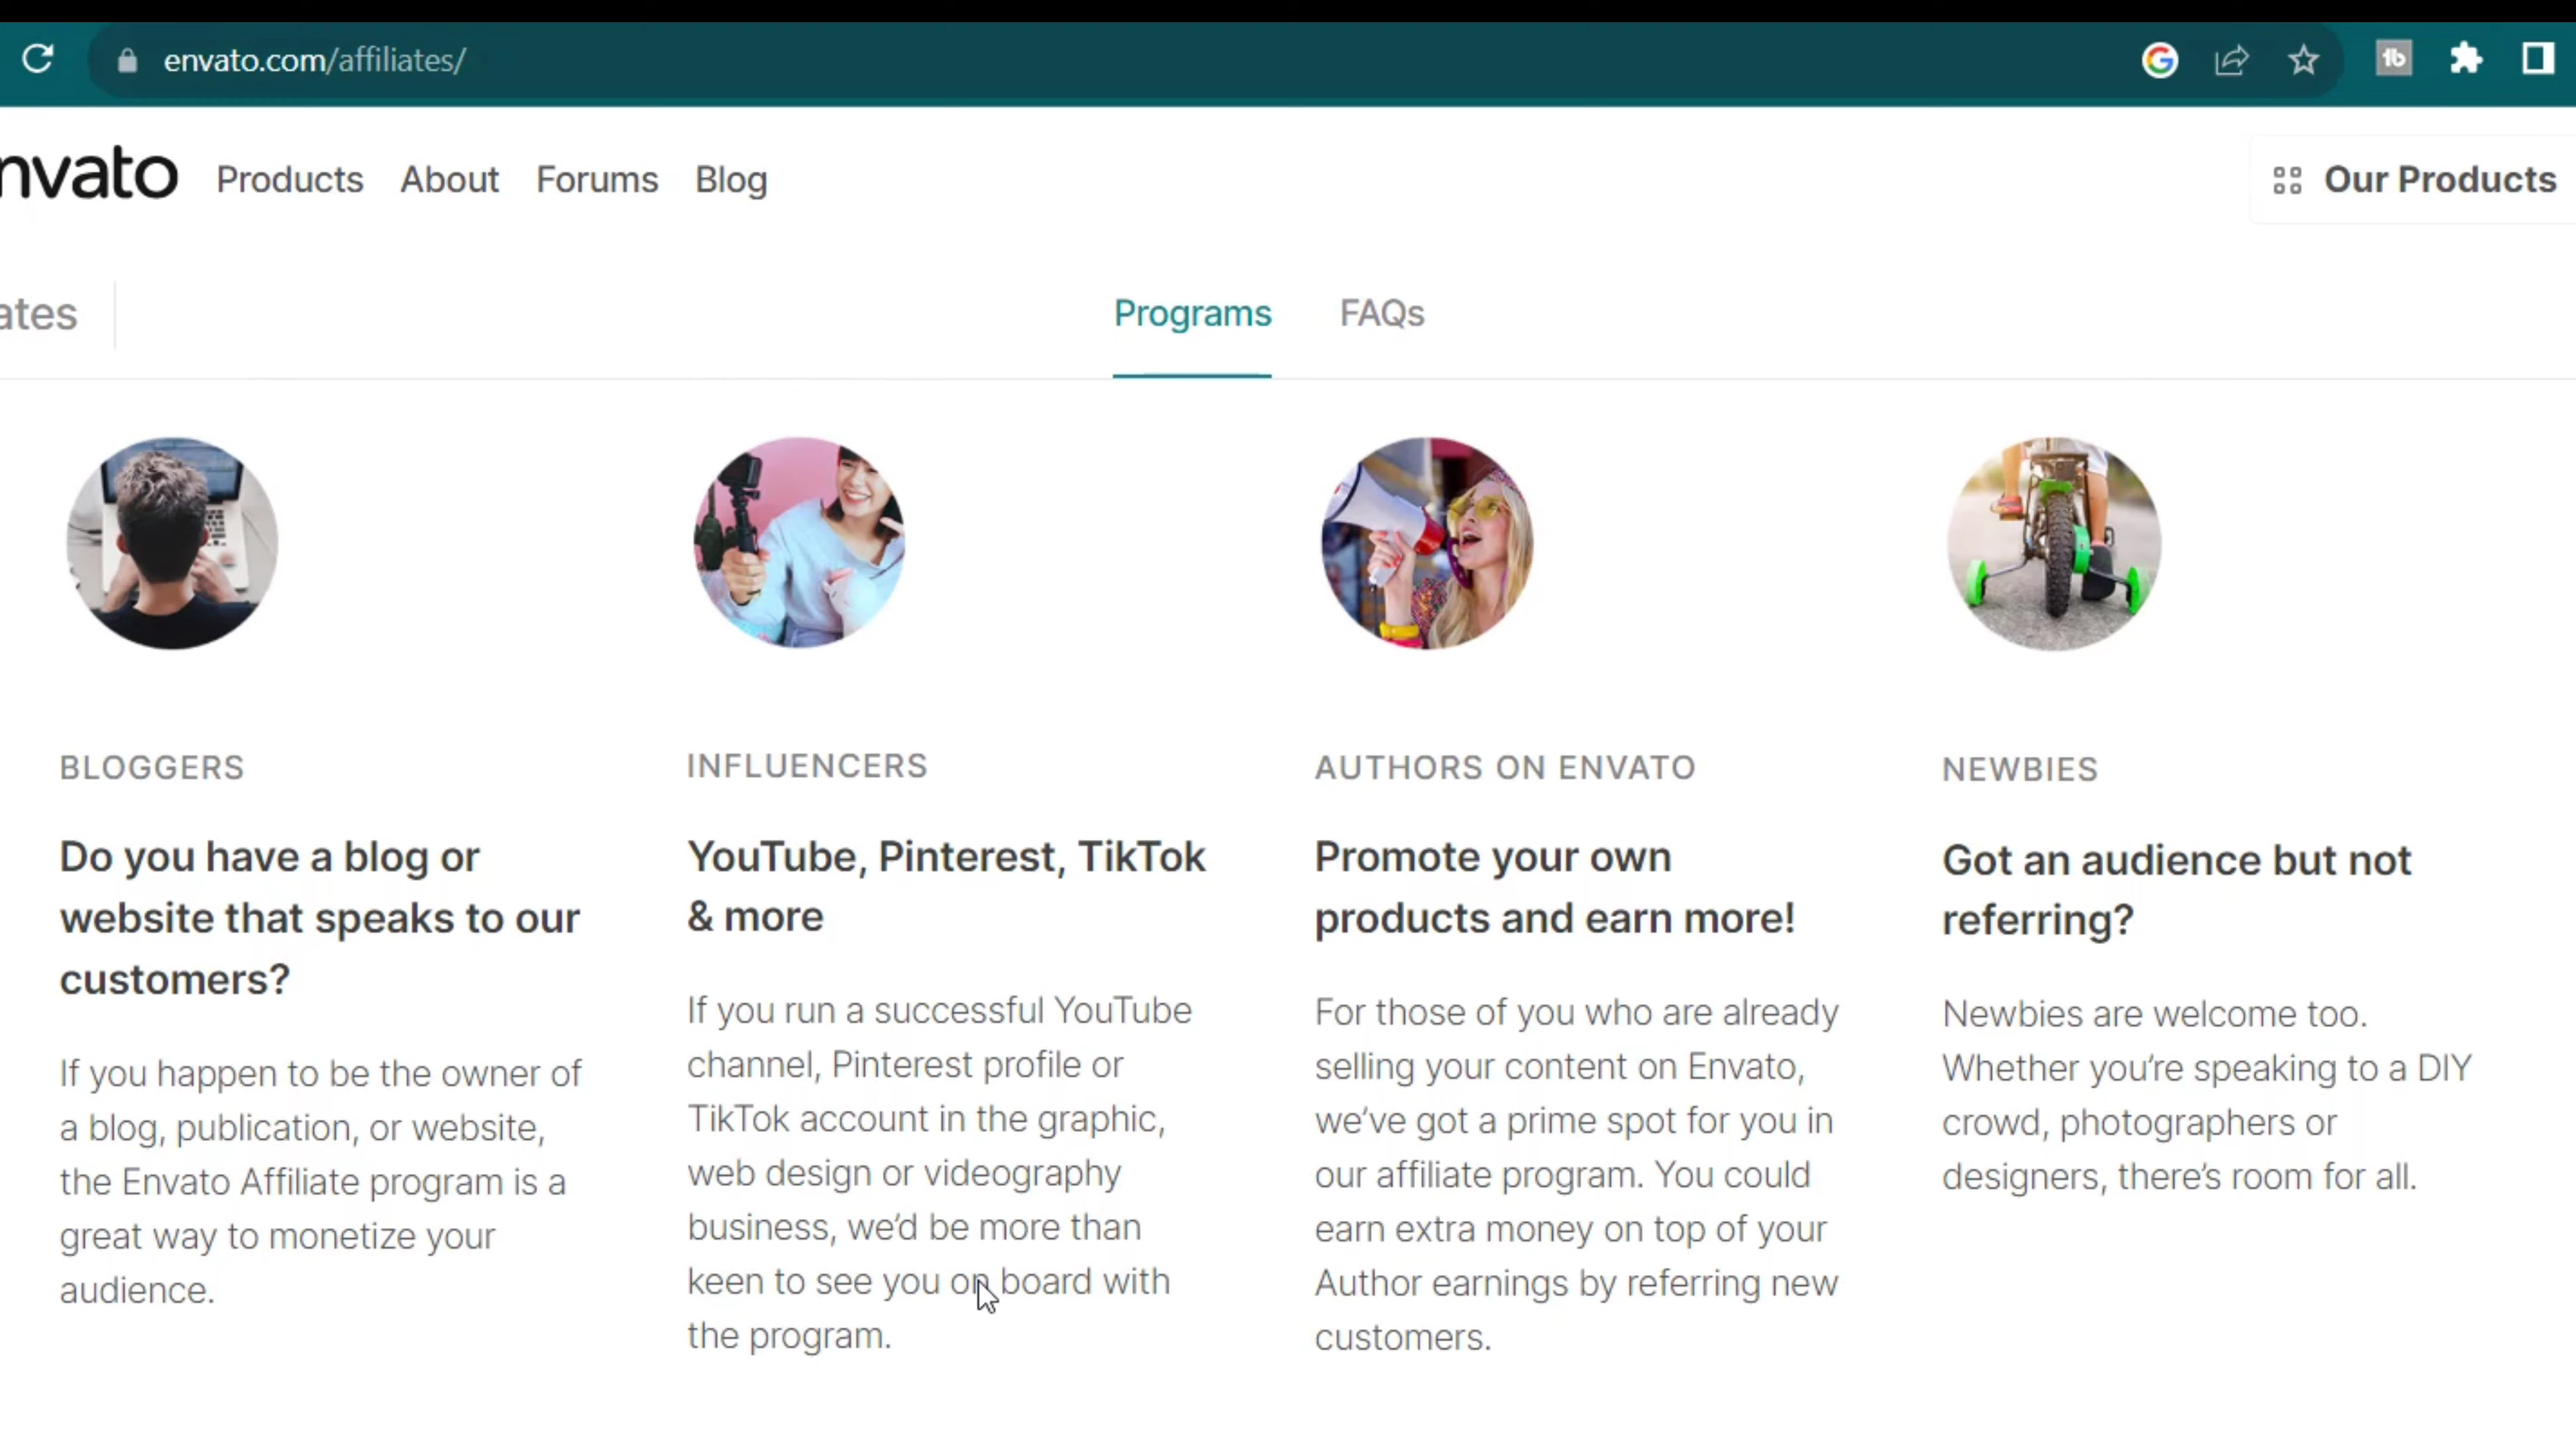 envato.com/affiliates/
nvato Products About Forums Blog
Our Products
ates
Programs FAQs
BLOGGERS
Do you have a blog or
website that speaks to our
customers?
If you happen to be the owner of
a blog, publication, or website,
the Envato Affiliate program is a
great way to monetize your
audience.
INFLUENCERS
YouTube, Pinterest, TikTok
& more
If you run a successful YouTube
channel, Pinterest profile or
TikTok account in the graphic,
web design or videography
business, we'd be more than
keen to see you on board with
the program.
AUTHORS ON ENVATO
Promote your own
products and earn more!
For those of you who are already
selling your content on Envato,
we've got a prime spot for you in
our affiliate program. You could
earn extra money on top of your
Author earnings by referring new
customers.
NEWBIES
Got an audience but not
referring?
Newbies are welcome too.
Whether you're speaking to a DIY
crowd, photographers or
designers, there's room for all.